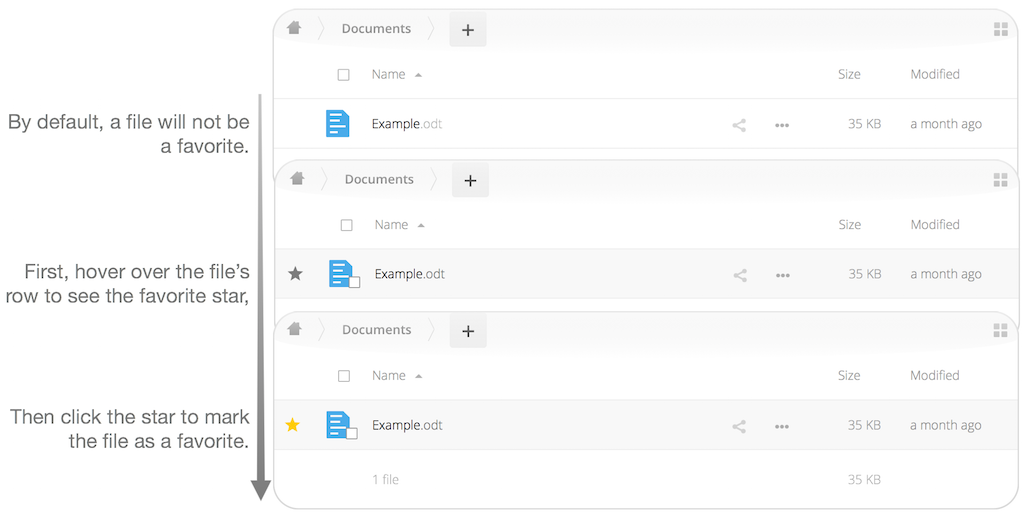 Documents
+
Name
Size
Modified
By default, a file will not be
a favorite.
Example.odt
35 KB
a month ago
Documents
+
Name
Size
Modified
First, hover over the file's
row to see the favorite star,
Example.odt
35 KB
a month ago
Documents
+
Name
Size
Modified
Then click the star to mark
the file as a favorite.
Example.odt
35 KB
a month ago
1 file
35 KB